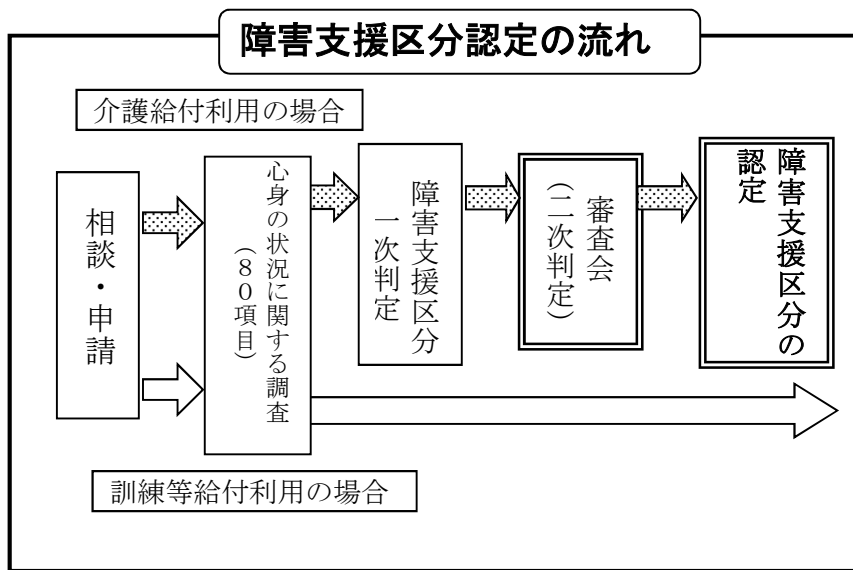 障害支援区分認定の流れ
介護給付利用の場合
相談・申請
心身の状況に関する調査
（８０項目）
障害支援区分
一次判定
審査会
（二次判定）
障害支援区分の
認定
訓練等給付利用の場合